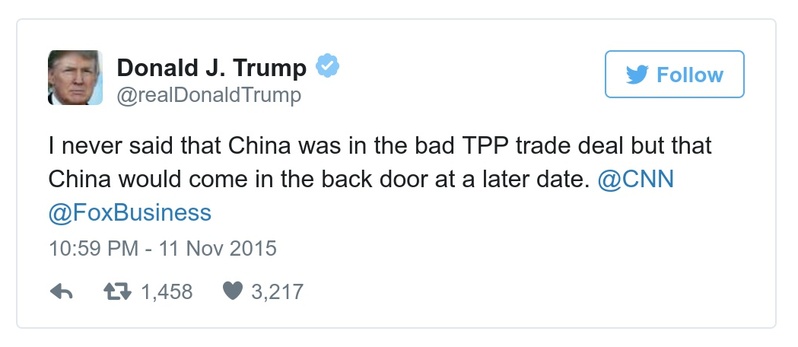 Donald J. Trump
@realDonaldTrump
Follow
I never said that China was in the bad TPP trade deal but that
China would come in the back door at a later date. @CNN
@FoxBusiness
10:59 PM - 11 Nov 2015
1,458 3,217